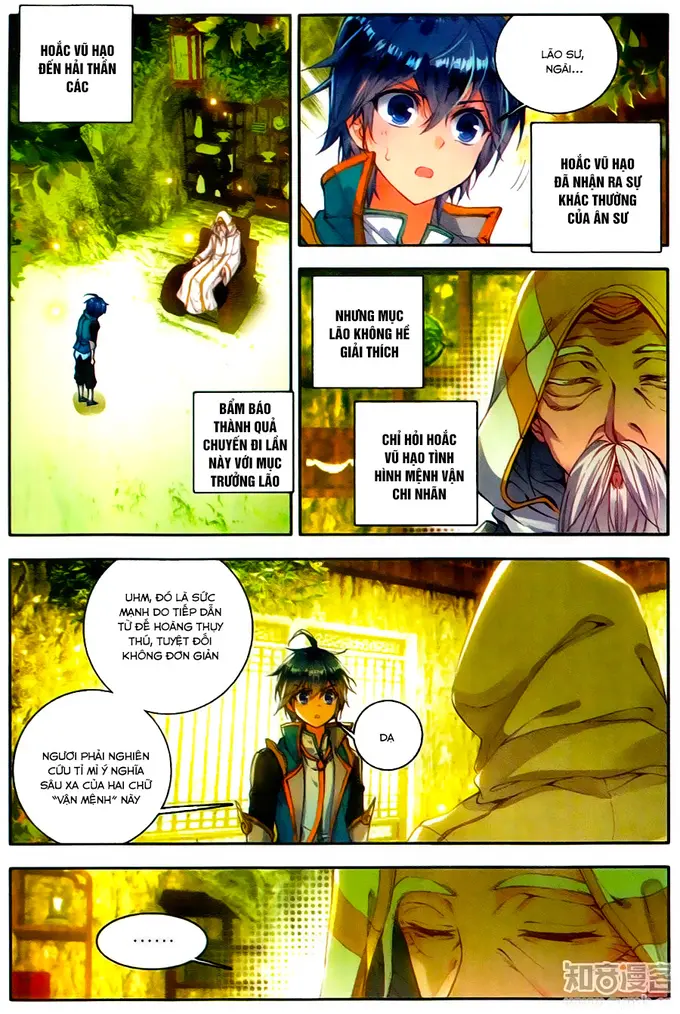 HOẮC VŨ HẠO
ĐẾN HẢI THẦN
CÁC
BẨM BÁO
THÀNH QUẢ
CHUYẾN ĐI LẦN
NÀY VỚI MỤC
TRƯỞNG LÃO
LÃO SƯ,
NGÀI...
HOẮC VŨ HẠO
ĐÃ NHẬN RA SỰ
KHÁC THƯỜNG
CỦA ÂN SƯ
NHƯNG MỤC
LÃO KHÔNG HỀ
GIẢI THÍCH
CHỈ HỎI HOẮC
VŨ HẠO TÌNH
HÌNH MỆNH VẬN
CHI NHÃN
UHM, ĐÓ LÀ SỨC
MẠNH DO TIẾP DẪN
TỪ ĐẾ HOÀNG THỤY
THÚ, TUYỆT ĐỐI
KHÔNG ĐƠN GIẢN
NGƯƠI PHẢI NGHIÊN
CỨU TỈ MỈ Ý NGHĨA
SÂU XA CỦA HAI CHỮ
"VẬN MỆNH" NÀY
DẠ
......
知音漫客